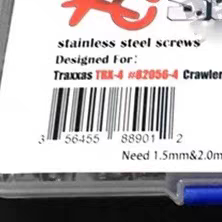 stainless steel screws
Designed For:
Traxxas TRX-4 #82056-4 Crawler
3 56455 88901 2
Need 1.5mm&2.0m